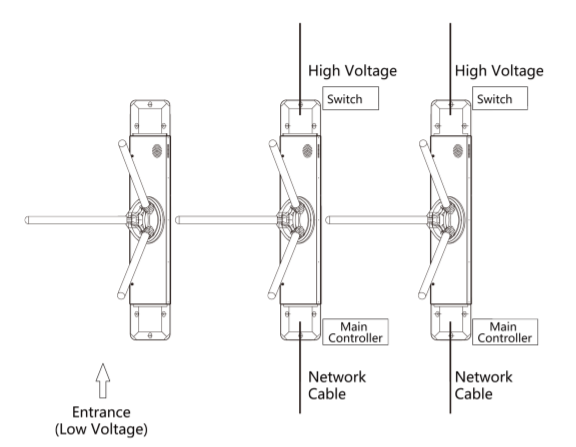 High Voltage
High Voltage
Switch
Switch
Main
Controller
Main
Controller
Network
Cable
Network
Cable
Entrance
(Low Voltage)